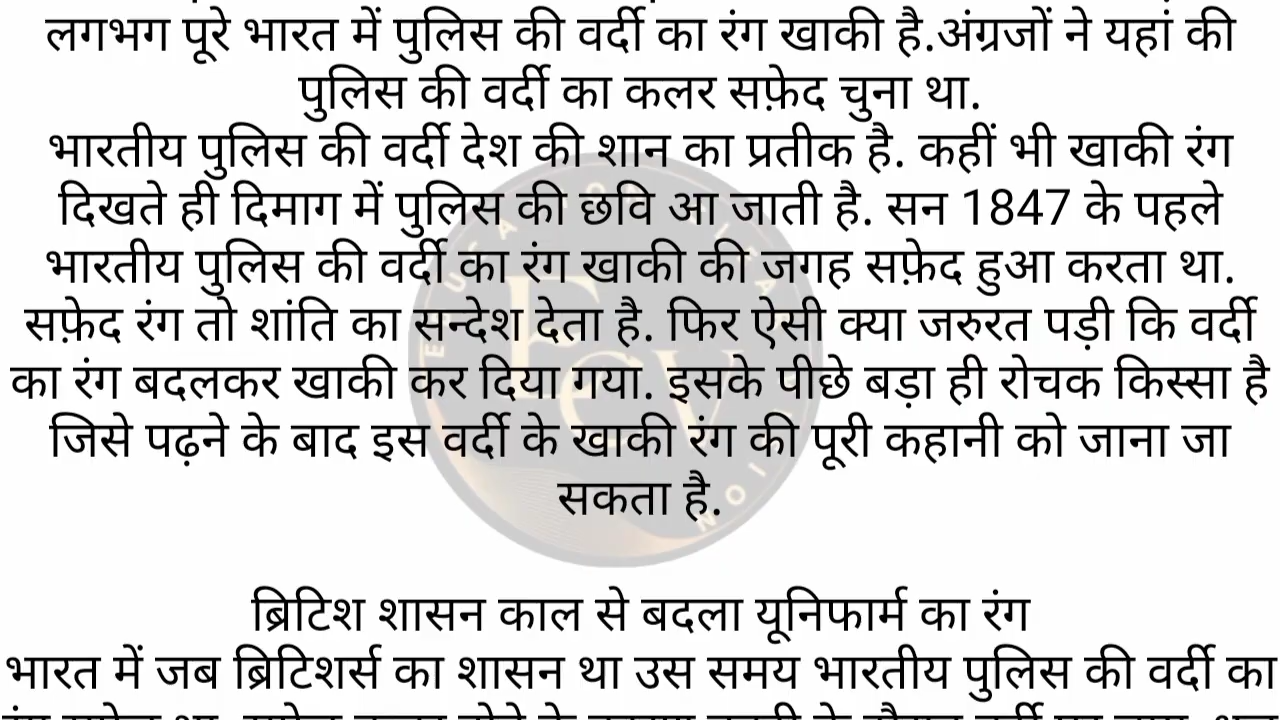 लगभग पूरे भारत में पुलिस की वर्दी का रंग खाकी है.अंग्रजों ने यहां की
पुलिस की वर्दी का कलर सफ़ेद चुना था.
भारतीय पुलिस की वर्दी देश की शान का प्रतीक है. कहीं भी खाकी रंग
दिखते ही दिमाग में पुलिस की छवि आ जाती है. सन 1847 के पहले
भारतीय पुलिस की वर्दी का रंग खाकी की जगह सफ़ेद हुआ करता था.
सफ़ेद रंग तो शांति का सन्देश देता है. फिर ऐसी क्या जरुरत पड़ी कि वर्दी
का रंग बदलकर खाकी कर दिया गया. इसके पीछे बड़ा ही रोचक किस्सा है
जिसे पढ़ने के बाद इस वर्दी के खाकी रंग की पूरी कहानी को जाना जा
सकता है.
ब्रिटिश शासन काल से बदला यूनिफार्म का रंग
भारत में जब ब्रिटिशर्स का शासन था उस समय भारतीय पुलिस की वर्दी का